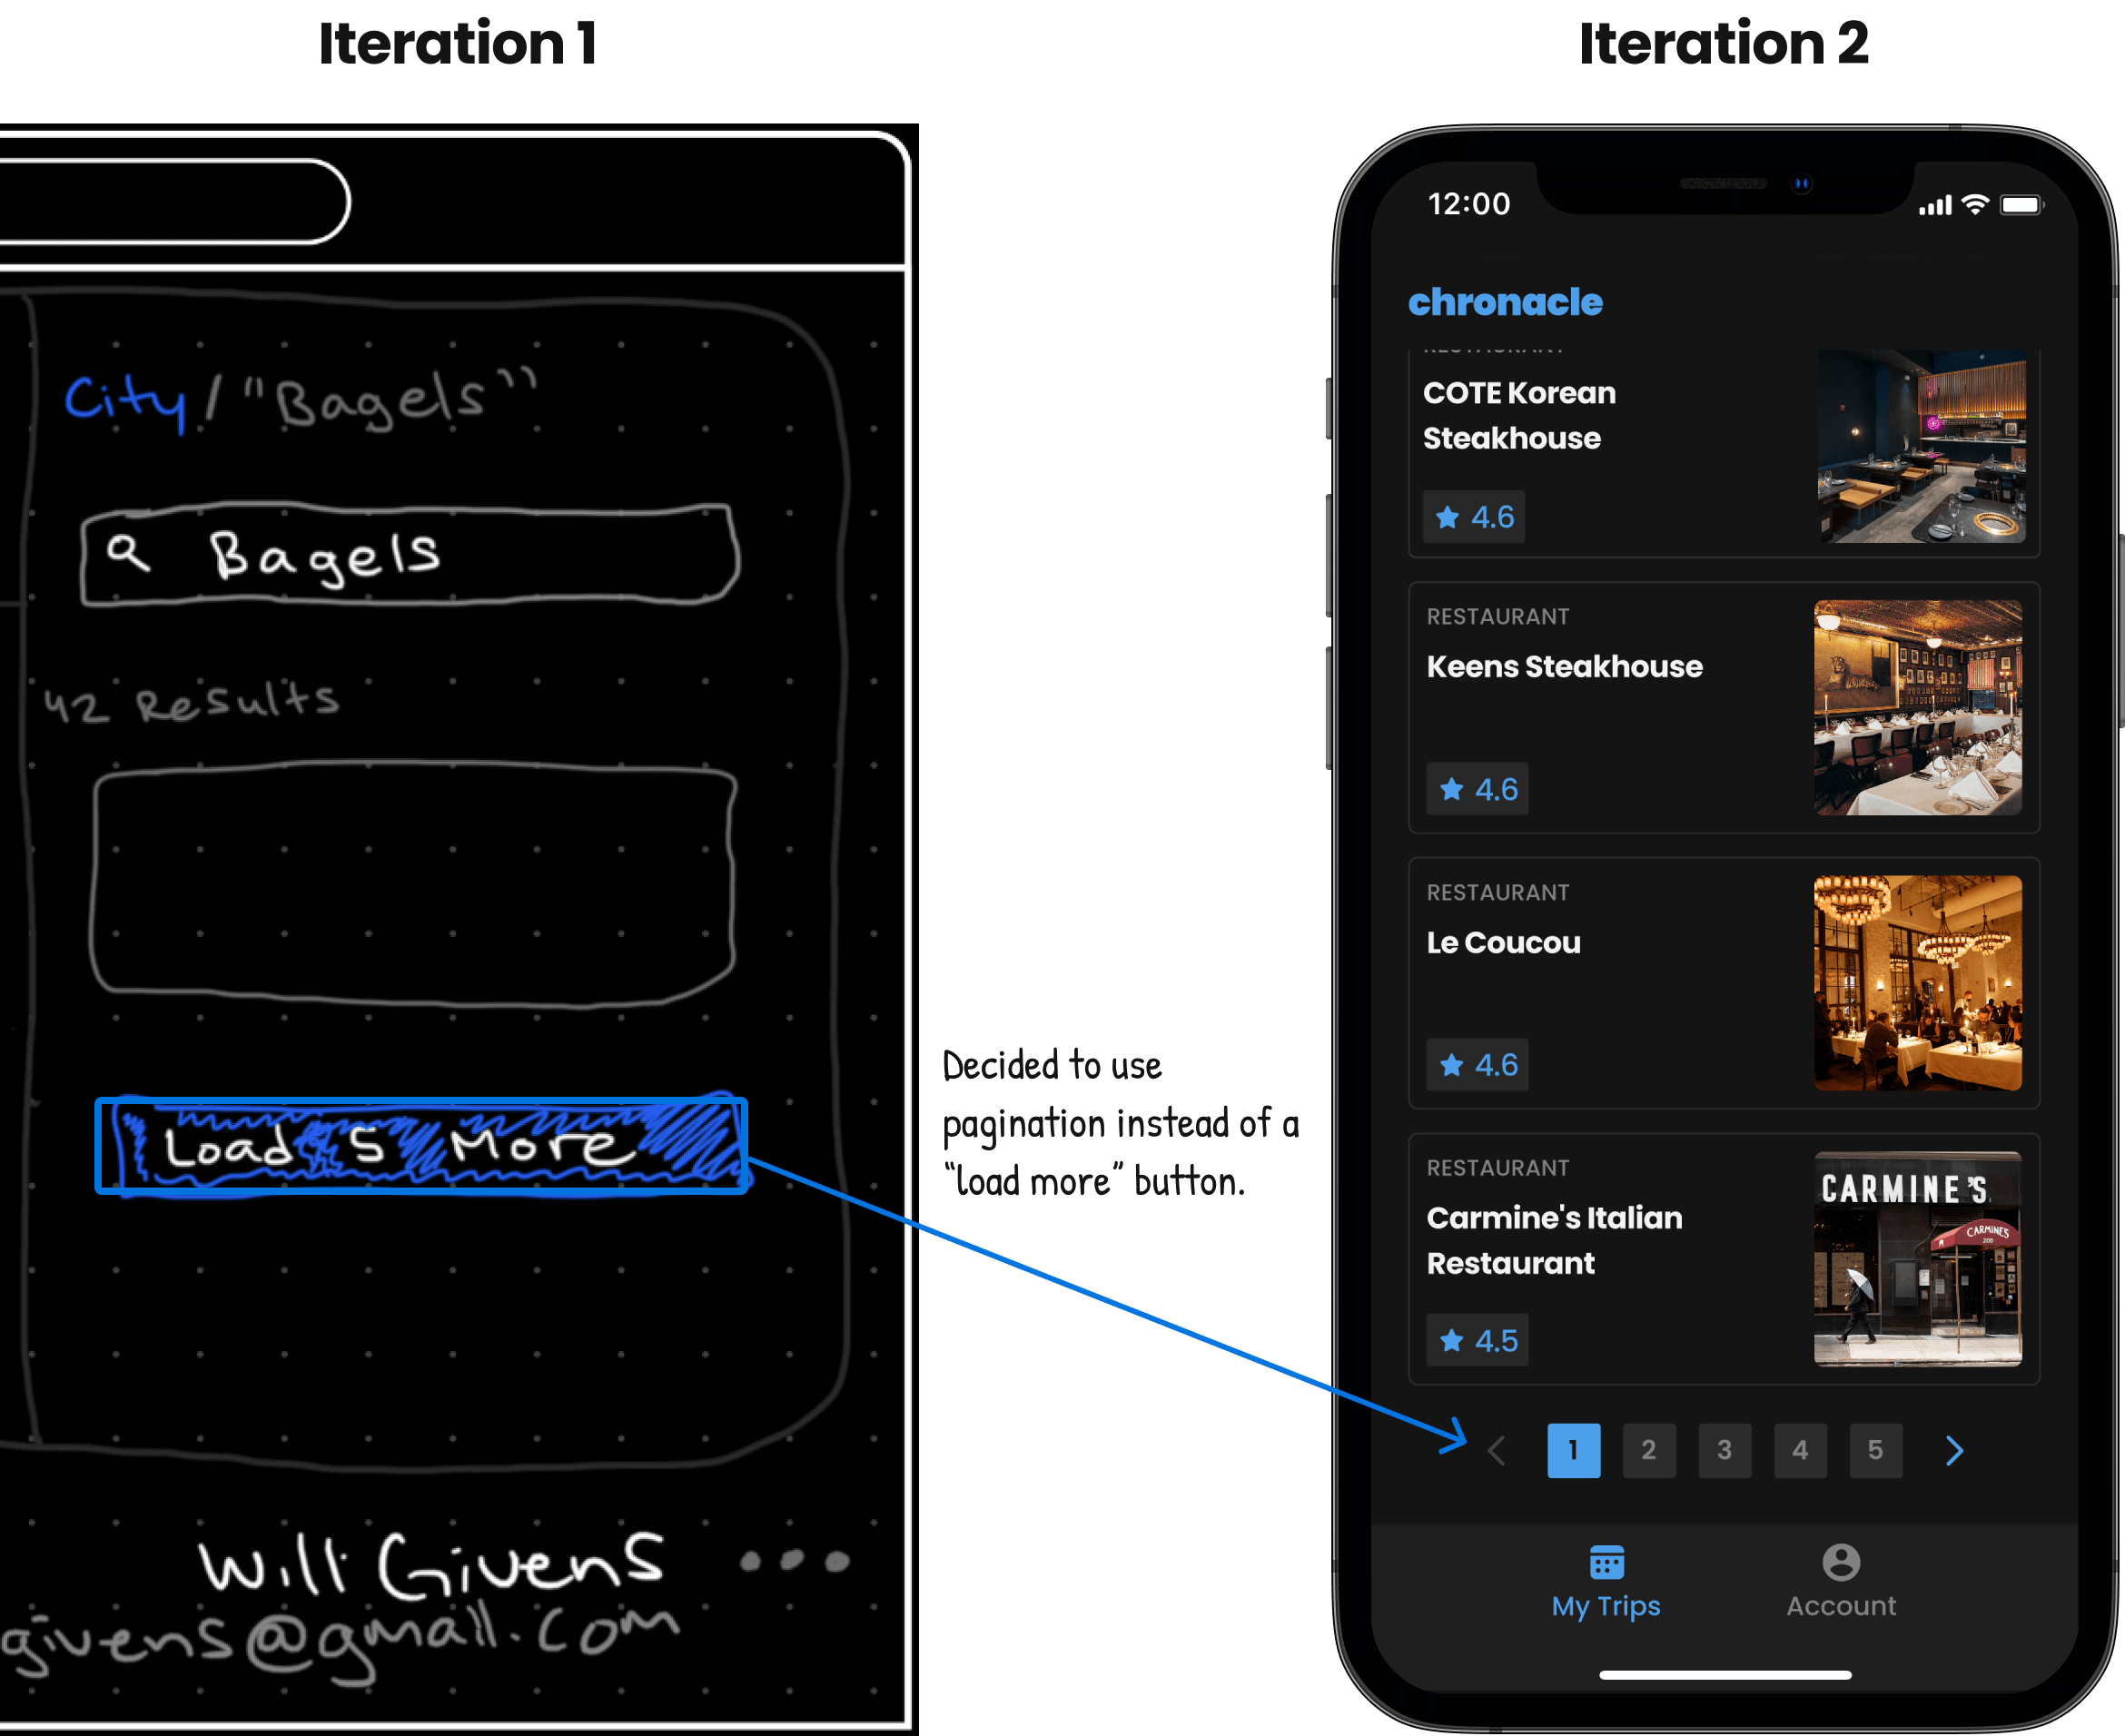 Iteration 1
City / "Bagels"
Bagels
42 Results
Load 5 More
Will Givens
givens@gmail.com
Decided to use
pagination instead of a
“load more” button.
Iteration 2
12:00
chronacle
RESTAURANT
COTE Korean
Steakhouse
4.6
RESTAURANT
Keens Steakhouse
4.6
RESTAURANT
Le Coucou
4.6
RESTAURANT
Carmine's Italian
Restaurant
4.5
CARMINE'S
CARMINES
200
1 2 3 4 5
My Trips
Account